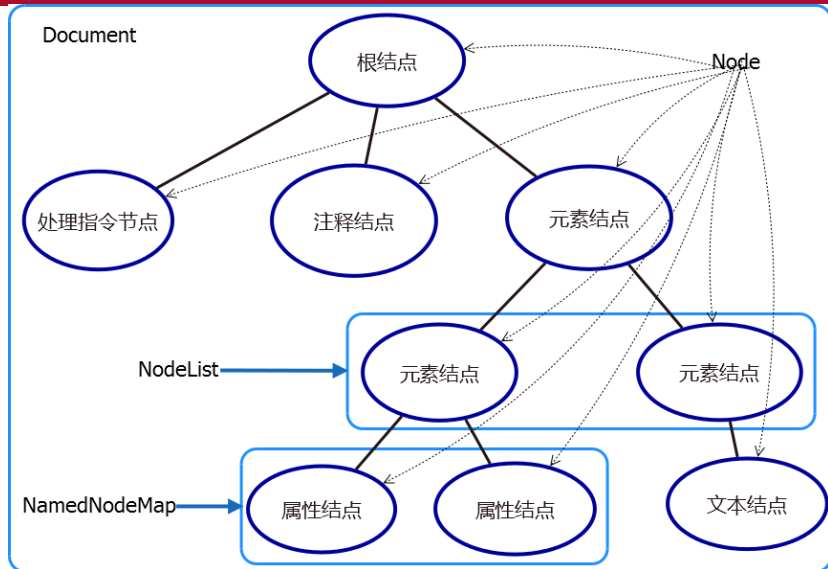 Document
根结点
Node
处理指令节点
注释结点
元素结点
NodeList
元素结点
元素结点
NamedNodeMap
属性结点
属性结点
文本结点